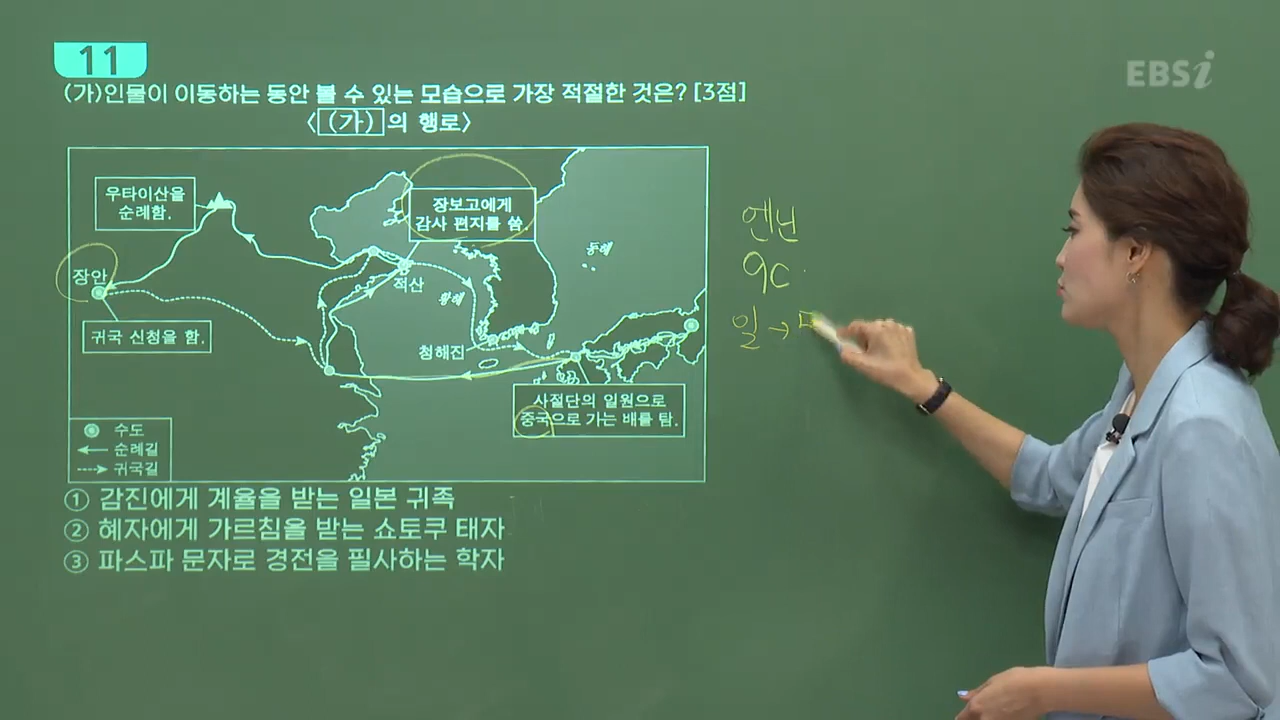 11
EBSi
(가)인물이 이동하는 동안 볼 수 있는 모습으로 가장 적절한 것은? [3점]
〈(가)의 행로〉
우타이산을
순례함.
장보고에게
감사 편지를 씀
장안
적산
황해
동해
귀국 신청을 함.
청해진
사절단의 일원으로
중국으로 가는 배를 탐.
수도
순례길
귀국길
엔닌
9C
일→
① 감진에게 계율을 받는 일본 귀족
② 혜자에게 가르침을 받는 쇼토쿠 태자
③ 파스파 문자로 경전을 필사하는 학자